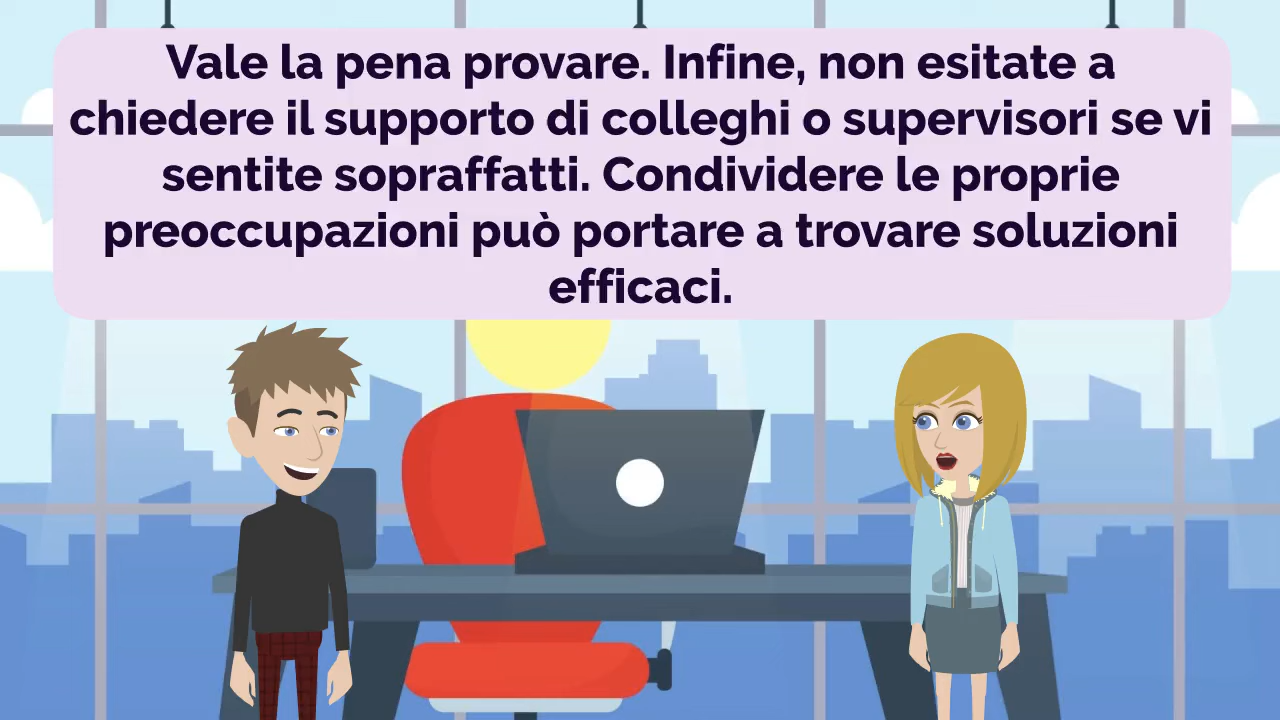 Vale la pena provare. Infine, non esitate a
chiedere il supporto di colleghi o supervisori se vi
sentite sopraffatti. Condividere le proprie
preoccupazioni può portare a trovare soluzioni
efficaci.